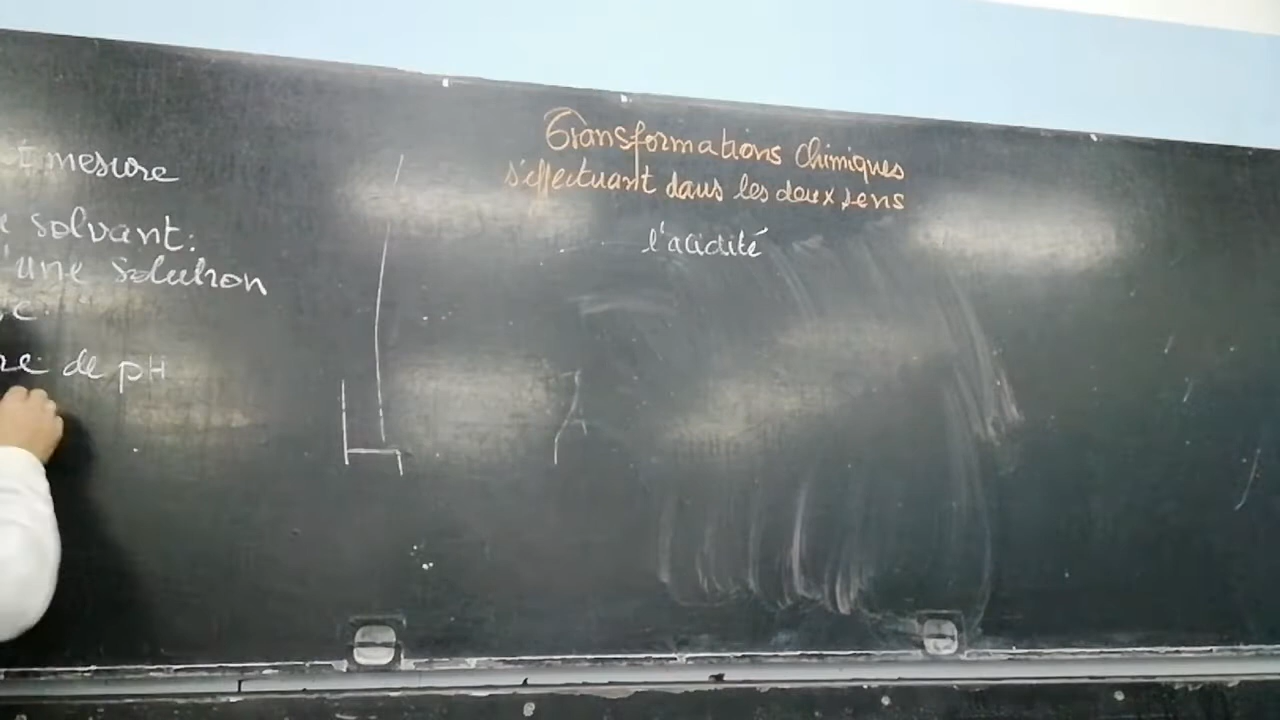 Transformations chimiques
s'effectuant dans les deux sens
l'acidité
mesure
solvant:
'une solution
de pH